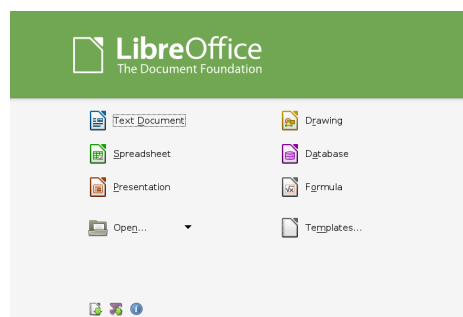 LibreOffice
The Document Foundation
Text Document
Drawing
Spreadsheet
Database
Presentation
Formula
Open...
Templates...